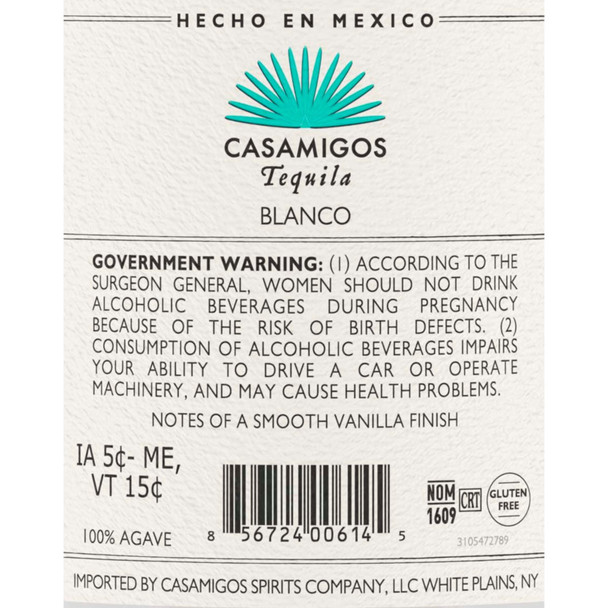 HECHO EN MEXICO
CASAMIGOS
Tequila
BLANCO
GOVERNMENT WARNING: (1) ACCORDING TO THE
SURGEON GENERAL, WOMEN SHOULD NOT DRINK
ALCOHOLIC BEVERAGES DURING PREGNANCY
BECAUSE OF THE RISK OF BIRTH DEFECTS. (2)
CONSUMPTION OF ALCOHOLIC BEVERAGES IMPAIRS
YOUR ABILITY TO DRIVE A CAR OR OPERATE
MACHINERY, AND MAY CAUSE HEALTH PROBLEMS.
NOTES OF A SMOOTH VANILLA FINISH
IA 5¢- ME,
VT 15¢
100% AGAVE
8 56724 00614 5
NOM
1609
CRT
GLUTEN
FREE
3105472789
IMPORTED BY CASAMIGOS SPIRITS COMPANY, LLC WHITE PLAINS, NY